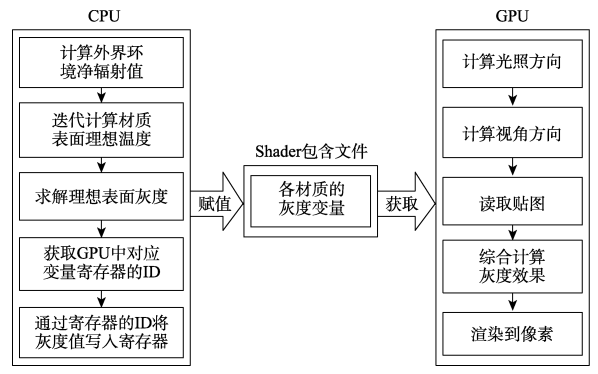 CPU
计算外界环
境净辐射值
迭代计算材质
表面理想温度
求解理想表面灰度
获取GPU中对应
变量寄存器的ID
通过寄存器的ID将
灰度值写入寄存器
赋值
Shader包含文件
各材质的
灰度变量
获取
GPU
计算光照方向
计算视角方向
读取贴图
综合计算
灰度效果
渲染到像素